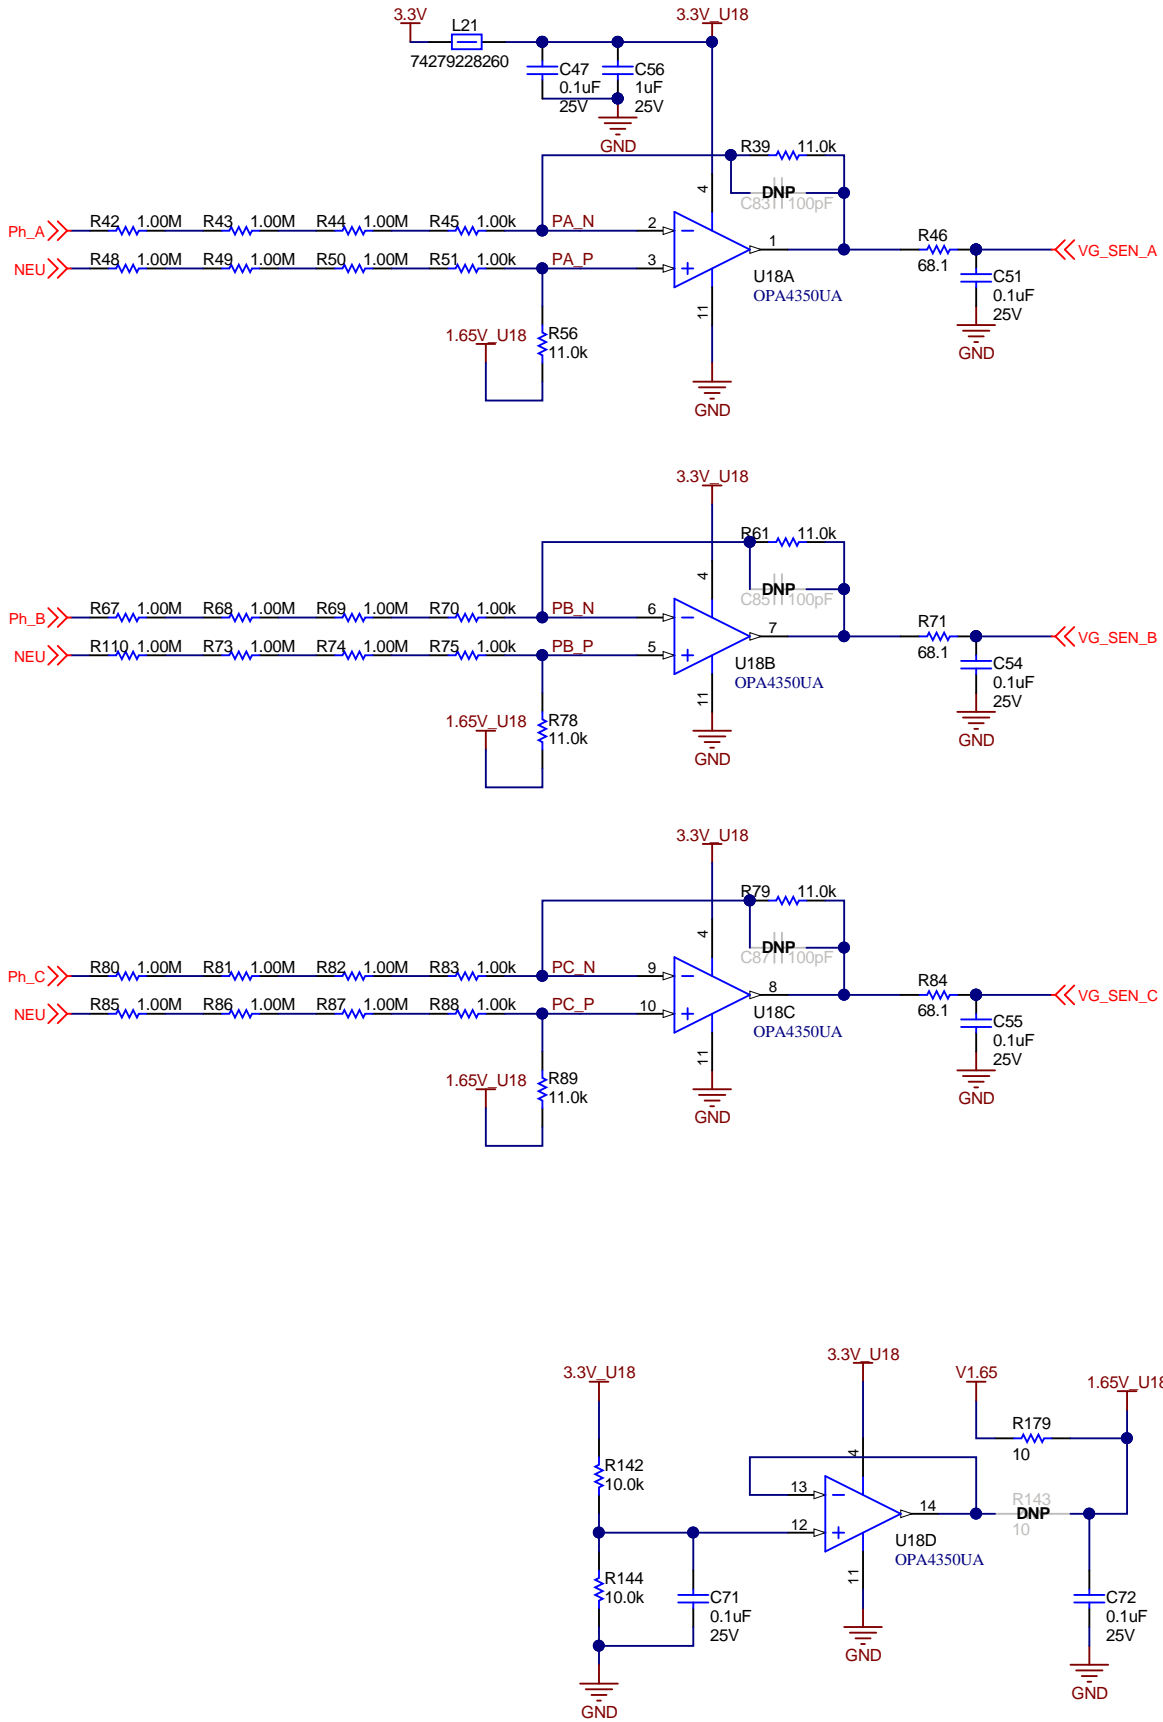 3.3V
L21
74279228260
3.3V_U18
C47
0.1uF
25V
C56
1uF
25V
GND
R39 11.0k
DNP
C83 100pF
4
Ph_A R42 1.00M R43 1.00M R44 1.00M R45 1.00k PA_N 2
NEU R48 1.00M R49 1.00M R50 1.00M R51 1.00k PA_P 3
1
U18A
OPA4350UA
11
GND
R46
68.1
VG_SEN_A
C51
0.1uF
25V
GND
1.65V_U18
R56
11.0k
3.3V_U18
R61 11.0k
DNP
C85 100pF
4
Ph_B R67 1.00M R68 1.00M R69 1.00M R70 1.00k PB_N 6
NEU R110 1.00M R73 1.00M R74 1.00M R75 1.00k PB_P 5
7
U18B
OPA4350UA
11
GND
R71
68.1
VG_SEN_B
C54
0.1uF
25V
GND
1.65V_U18
R78
11.0k
3.3V_U18
R79 11.0k
DNP
C87 100pF
4
Ph_C R80 1.00M R81 1.00M R82 1.00M R83 1.00k PC_N 9
NEU R85 1.00M R86 1.00M R87 1.00M R88 1.00k PC_P 10
8
U18C
OPA4350UA
11
GND
R84
68.1
VG_SEN_C
C55
0.1uF
25V
GND
1.65V_U18
R89
11.0k
3.3V_U18
R142
10.0k
R144
10.0k
GND
C71
0.1uF
25V
3.3V_U18
4
13
12
14
U18D
OPA4350UA
11
GND
V1.65
R179
10
1.65V_U18
R143
DNP
10
C72
0.1uF
25V
GND